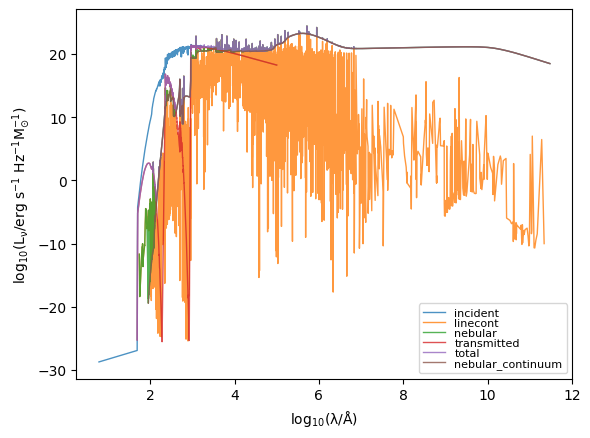 20
10
0
−10
−20
−30
log₁₀(Lᵥ/erg s⁻¹ Hz⁻¹M☉⁻¹)
incident
linecont
nebular
transmitted
total
nebular_continuum
2
4
6
8
10
12
log₁₀(λ/Å)